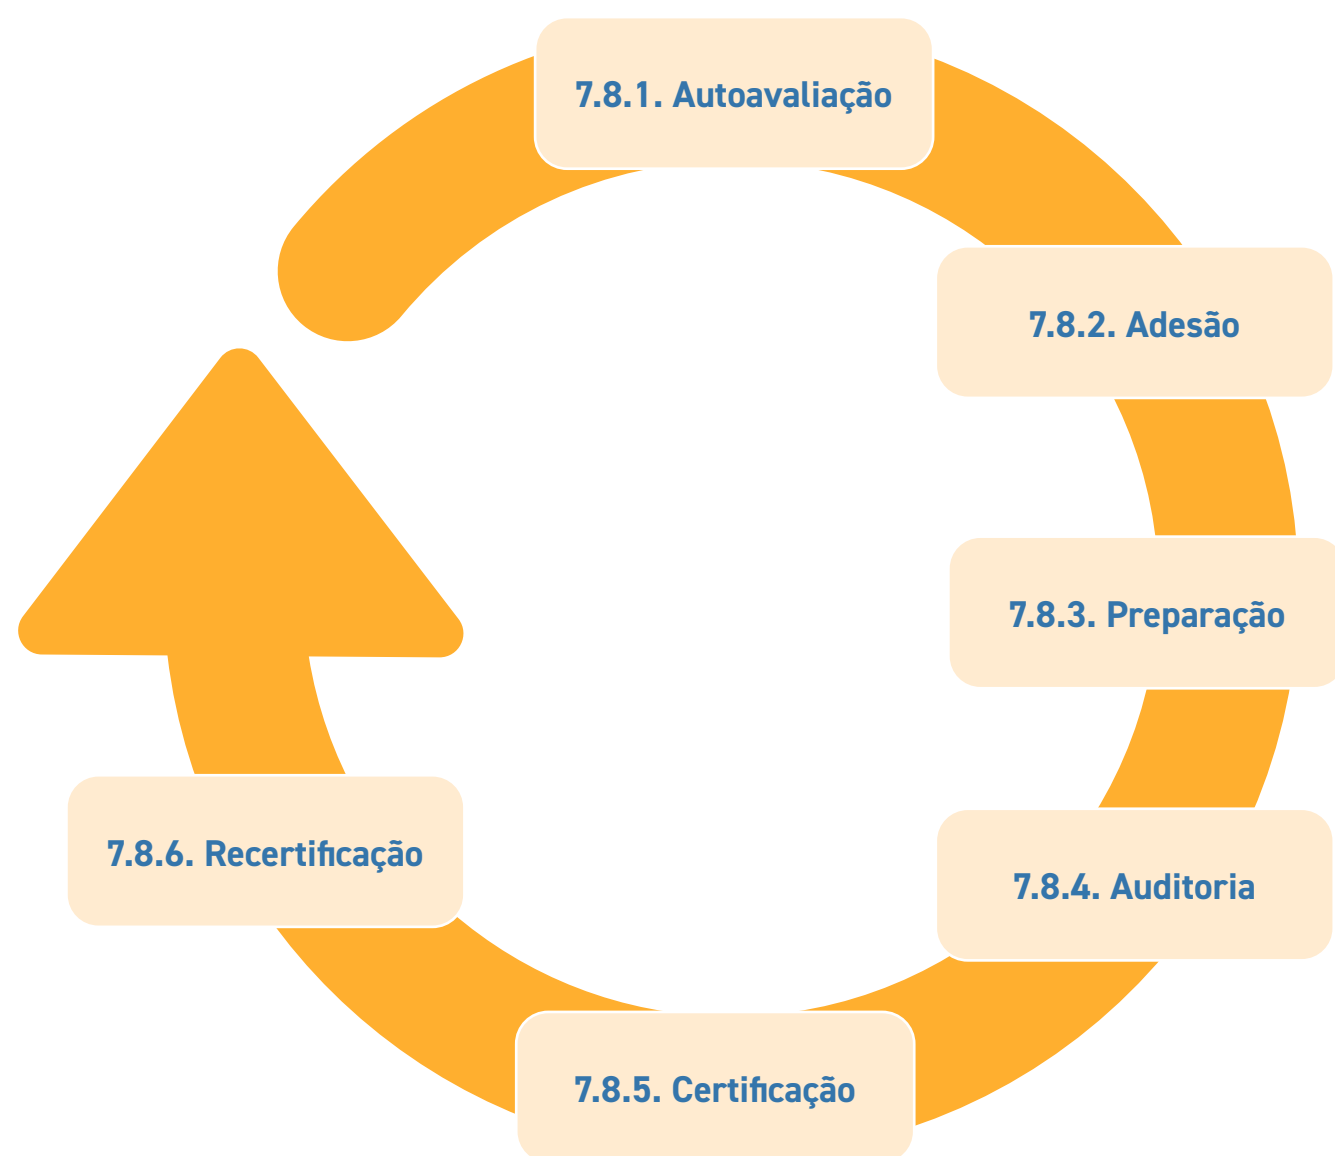 7.8.1. Autoavaliação
7.8.2. Adesão
7.8.3. Preparação
7.8.4. Auditoria
7.8.5. Certificação
7.8.6. Recertificação